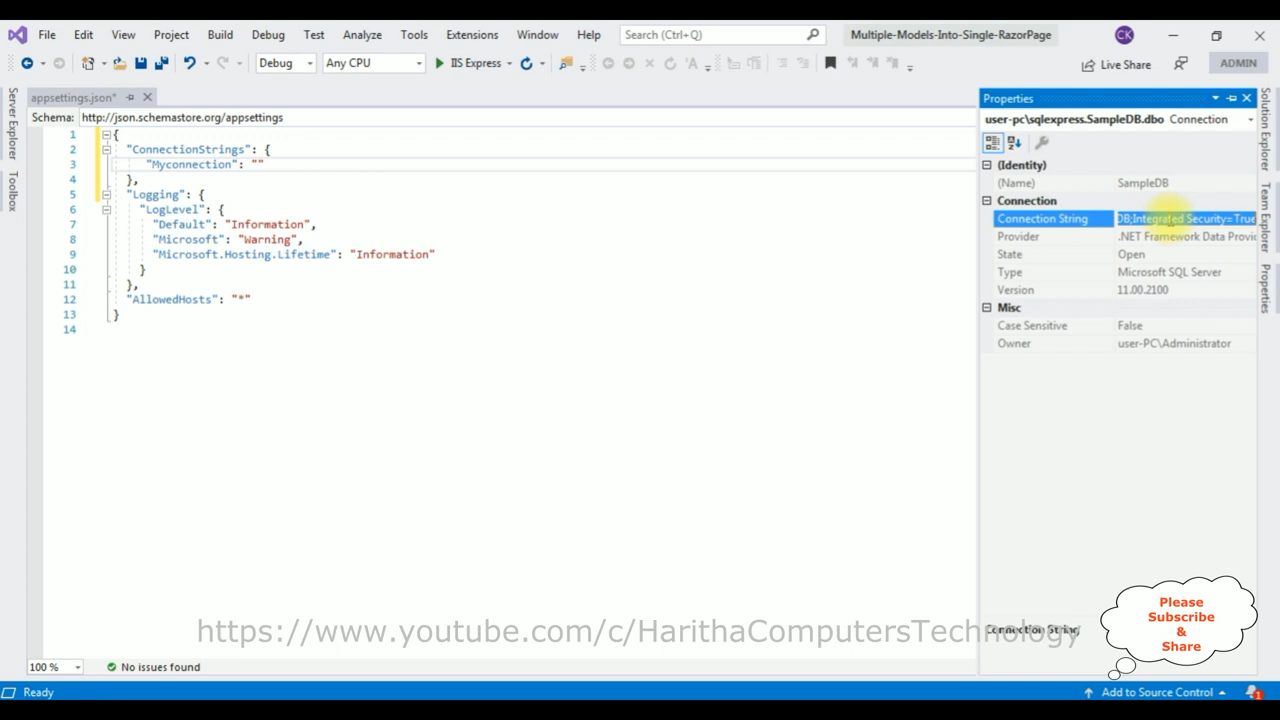 File Edit View Project Build Debug Test Analyze Tools Extensions Window Help Search (Ctrl+Q) Multiple-Models-Into-Single-RazorPage CK
Debug Any CPU IIS Express Live Share ADMIN
appsettings.json*
Schema: http://json.schemastore.org/appsettings
Server Explorer
Toolbox
1 {
2 "ConnectionStrings": {
3 "Myconnection": ""
4 },
5 "Logging": {
6 "LogLevel": {
7 "Default": "Information",
8 "Microsoft": "Warning",
9 "Microsoft.Hosting.Lifetime": "Information"
10 }
11 },
12 "AllowedHosts": "*"
13 }
14
Properties
user-pc\sqlexpress.SampleDB.dbo Connection
(Identity)
(Name) SampleDB
Connection
Connection String DB;Integrated Security=True
Provider .NET Framework Data Provi
State Open
Type Microsoft SQL Server
Version 11.00.2100
Misc
Case Sensitive False
Owner user-PC\Administrator
Connection String
Solution Explorer
Team Explorer
Properties
https://www.youtube.com/c/HarithaComputersTechnology
Please
Subscribe
&
Share
100 % No issues found
Ready Add to Source Control 1